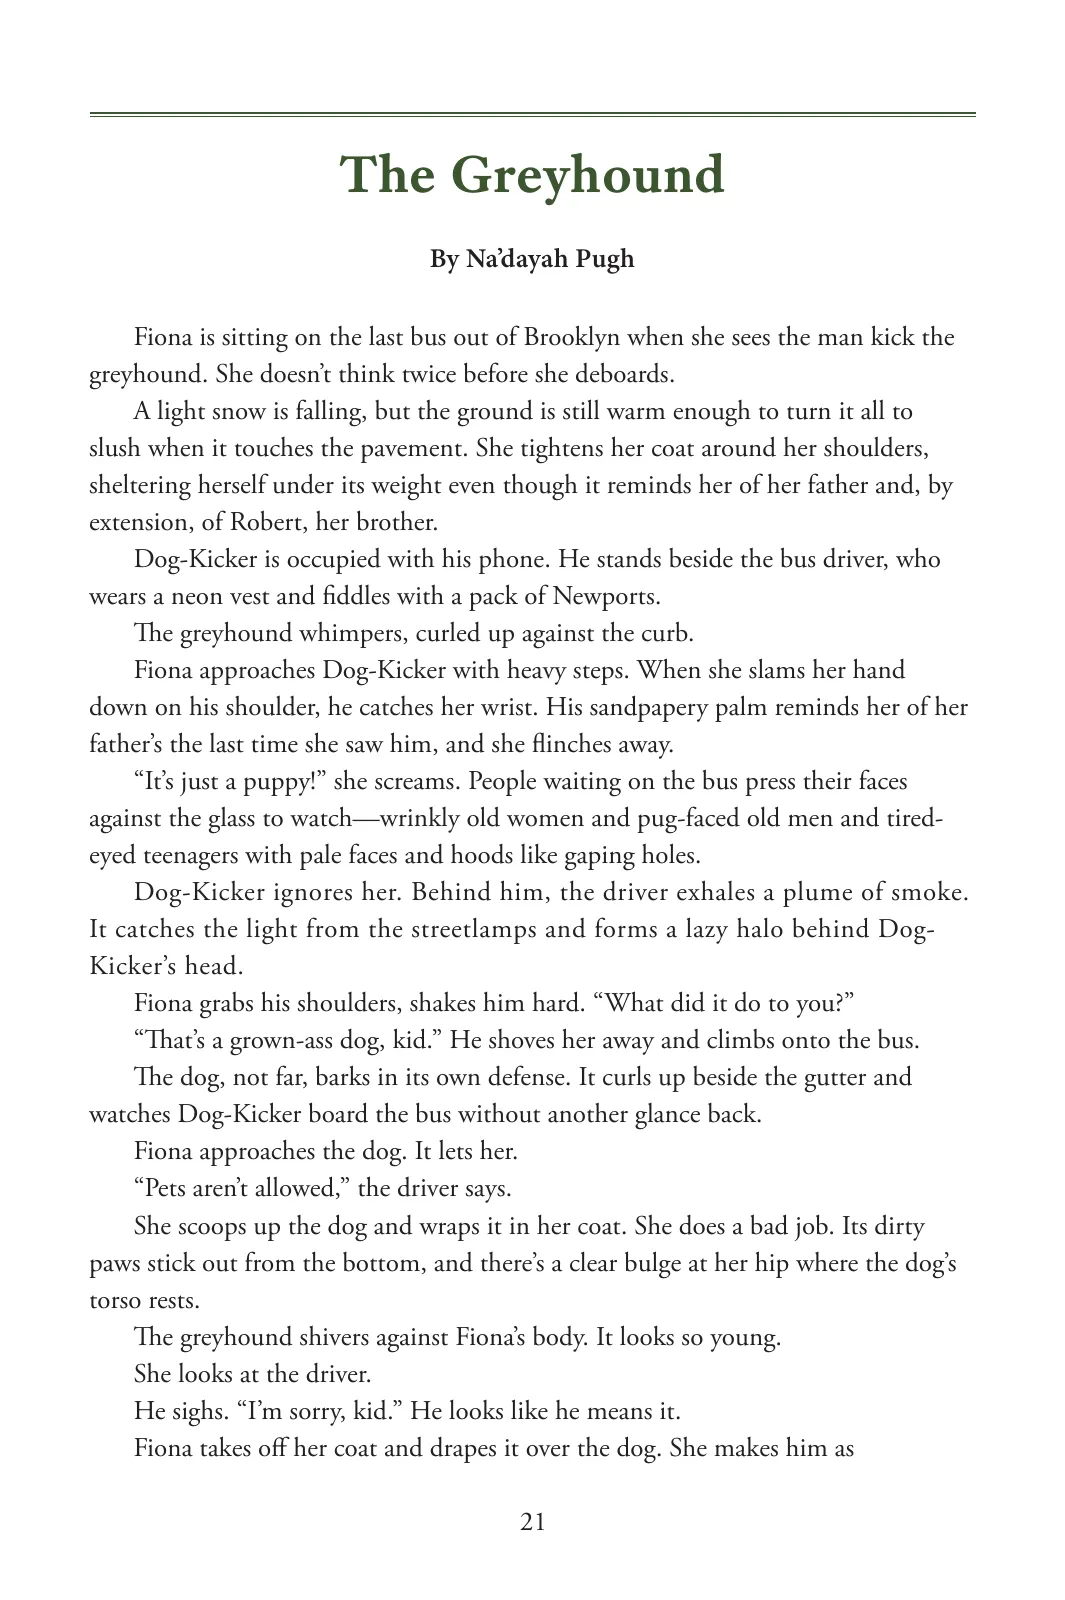 The Greyhound
By Na’dayah Pugh
Fiona is sitting on the last bus out of Brooklyn when she sees the man kick the
greyhound. She doesn’t think twice before she deboards.
A light snow is falling, but the ground is still warm enough to turn it all to
slush when it touches the pavement. She tightens her coat around her shoulders,
sheltering herself under its weight even though it reminds her of her father and, by
extension, of Robert, her brother.
Dog-Kicker is occupied with his phone. He stands beside the bus driver, who
wears a neon vest and fiddles with a pack of Newports.
The greyhound whimpers, curled up against the curb.
Fiona approaches Dog-Kicker with heavy steps. When she slams her hand
down on his shoulder, he catches her wrist. His sandpapery palm reminds her of her
father’s the last time she saw him, and she flinches away.
“It’s just a puppy!” she screams. People waiting on the bus press their faces
against the glass to watch—wrinkly old women and pug-faced old men and tired-
eyed teenagers with pale faces and hoods like gaping holes.
Dog-Kicker ignores her. Behind him, the driver exhales a plume of smoke.
It catches the light from the streetlamps and forms a lazy halo behind Dog-
Kicker’s head.
Fiona grabs his shoulders, shakes him hard. “What did it do to you?”
“That’s a grown-ass dog, kid.” He shoves her away and climbs onto the bus.
The dog, not far, barks in its own defense. It curls up beside the gutter and
watches Dog-Kicker board the bus without another glance back.
Fiona approaches the dog. It lets her.
“Pets aren’t allowed,” the driver says.
She scoops up the dog and wraps it in her coat. She does a bad job. Its dirty
paws stick out from the bottom, and there’s a clear bulge at her hip where the dog’s
torso rests.
The greyhound shivers against Fiona’s body. It looks so young.
She looks at the driver.
He sighs. “I’m sorry, kid.” He looks like he means it.
Fiona takes off her coat and drapes it over the dog. She makes him as
21